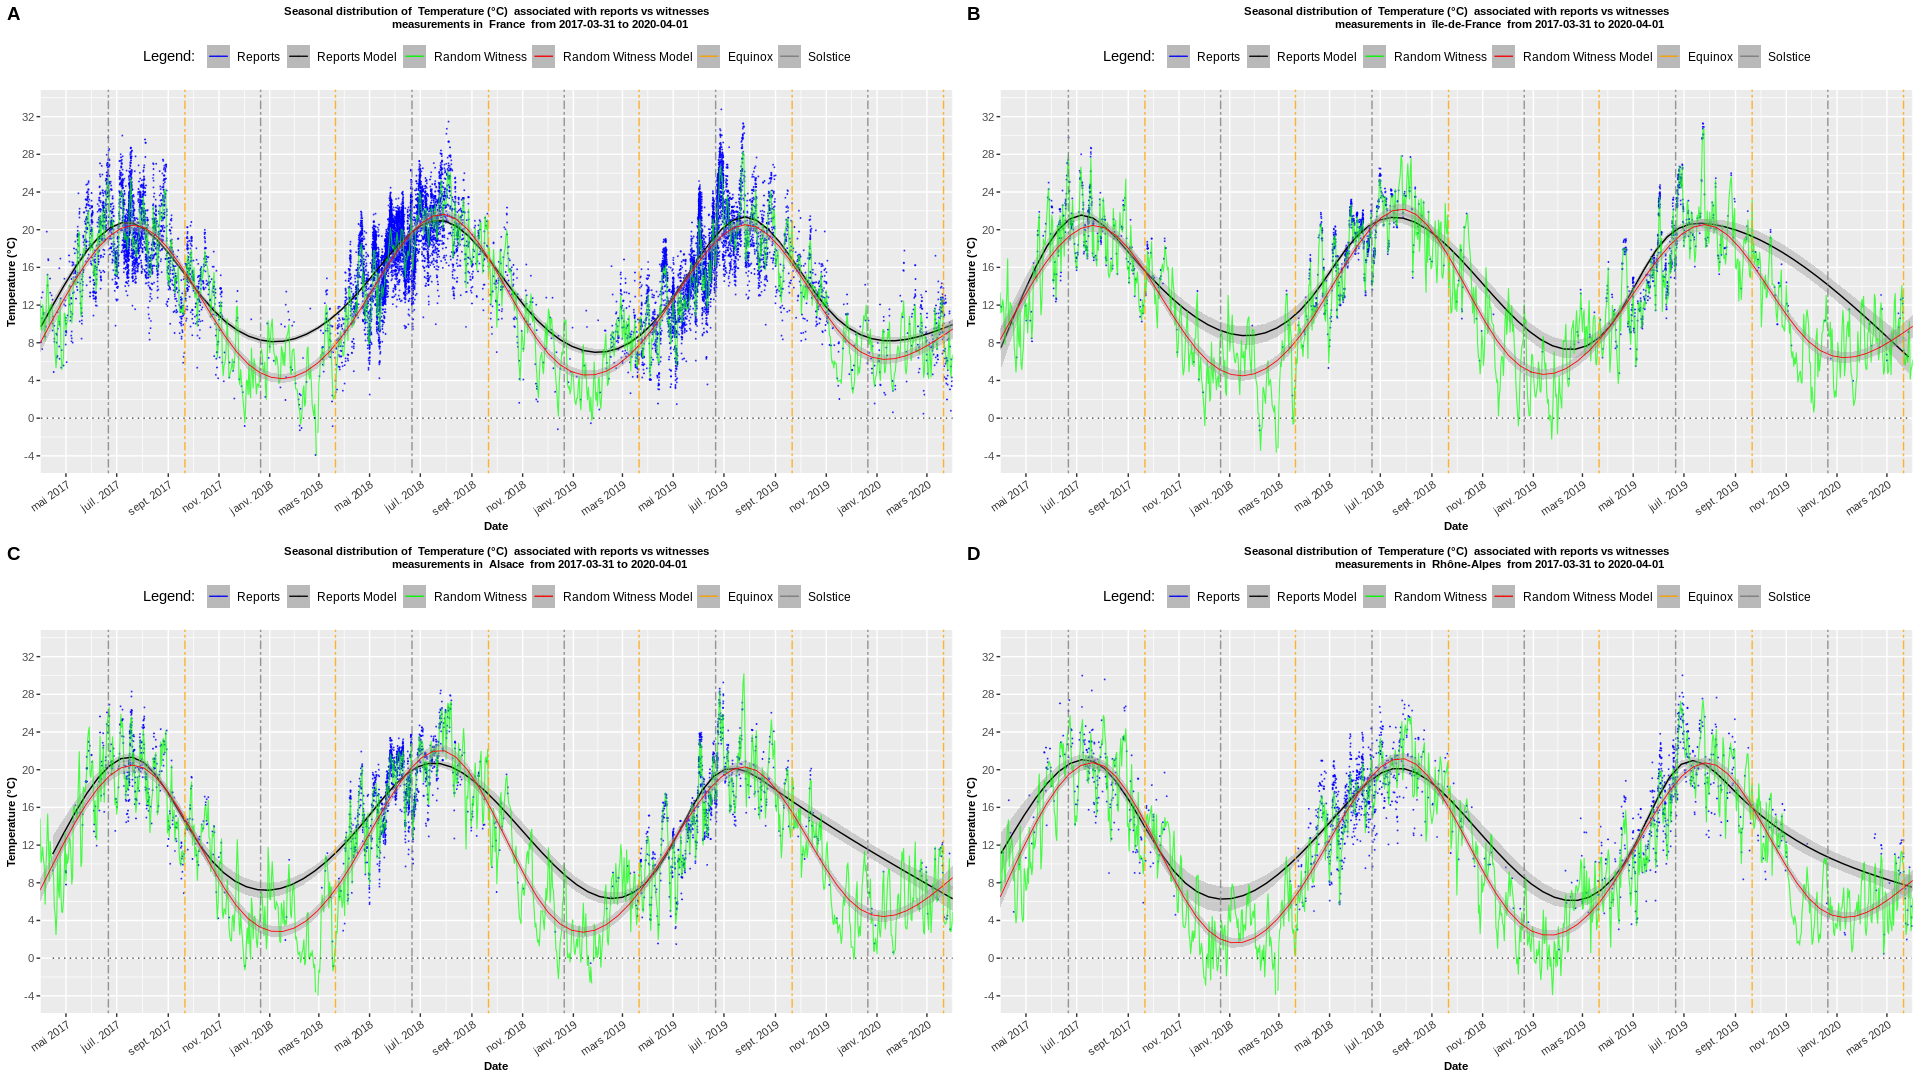 A
Seasonal distribution of  Temperature (°C)  associated with reports vs witnesses
measurements in  France  from 2017-03-31 to 2020-04-01
Legend: Reports Reports Model Random Witness Random Witness Model Equinox Solstice
Temperature (°C)
32
28
24
20
16
12
8
4
0
-4
mai 2017 juil. 2017 sept. 2017 nov. 2017 janv. 2018 mars 2018 mai 2018 juil. 2018 sept. 2018 nov. 2018 janv. 2019 mars 2019 mai 2019 juil. 2019 sept. 2019 nov. 2019 janv. 2020 mars 2020
Date
B
Seasonal distribution of  Temperature (°C)  associated with reports vs witnesses
measurements in  île-de-France  from 2017-03-31 to 2020-04-01
Legend: Reports Reports Model Random Witness Random Witness Model Equinox Solstice
Temperature (°C)
32
28
24
20
16
12
8
4
0
-4
mai 2017 juil. 2017 sept. 2017 nov. 2017 janv. 2018 mars 2018 mai 2018 juil. 2018 sept. 2018 nov. 2018 janv. 2019 mars 2019 mai 2019 juil. 2019 sept. 2019 nov. 2019 janv. 2020 mars 2020
Date
C
Seasonal distribution of  Temperature (°C)  associated with reports vs witnesses
measurements in  Alsace  from 2017-03-31 to 2020-04-01
Legend: Reports Reports Model Random Witness Random Witness Model Equinox Solstice
Temperature (°C)
32
28
24
20
16
12
8
4
0
-4
mai 2017 juil. 2017 sept. 2017 nov. 2017 janv. 2018 mars 2018 mai 2018 juil. 2018 sept. 2018 nov. 2018 janv. 2019 mars 2019 mai 2019 juil. 2019 sept. 2019 nov. 2019 janv. 2020 mars 2020
Date
D
Seasonal distribution of  Temperature (°C)  associated with reports vs witnesses
measurements in  Rhône-Alpes  from 2017-03-31 to 2020-04-01
Legend: Reports Reports Model Random Witness Random Witness Model Equinox Solstice
Temperature (°C)
32
28
24
20
16
12
8
4
0
-4
mai 2017 juil. 2017 sept. 2017 nov. 2017 janv. 2018 mars 2018 mai 2018 juil. 2018 sept. 2018 nov. 2018 janv. 2019 mars 2019 mai 2019 juil. 2019 sept. 2019 nov. 2019 janv. 2020 mars 2020
Date